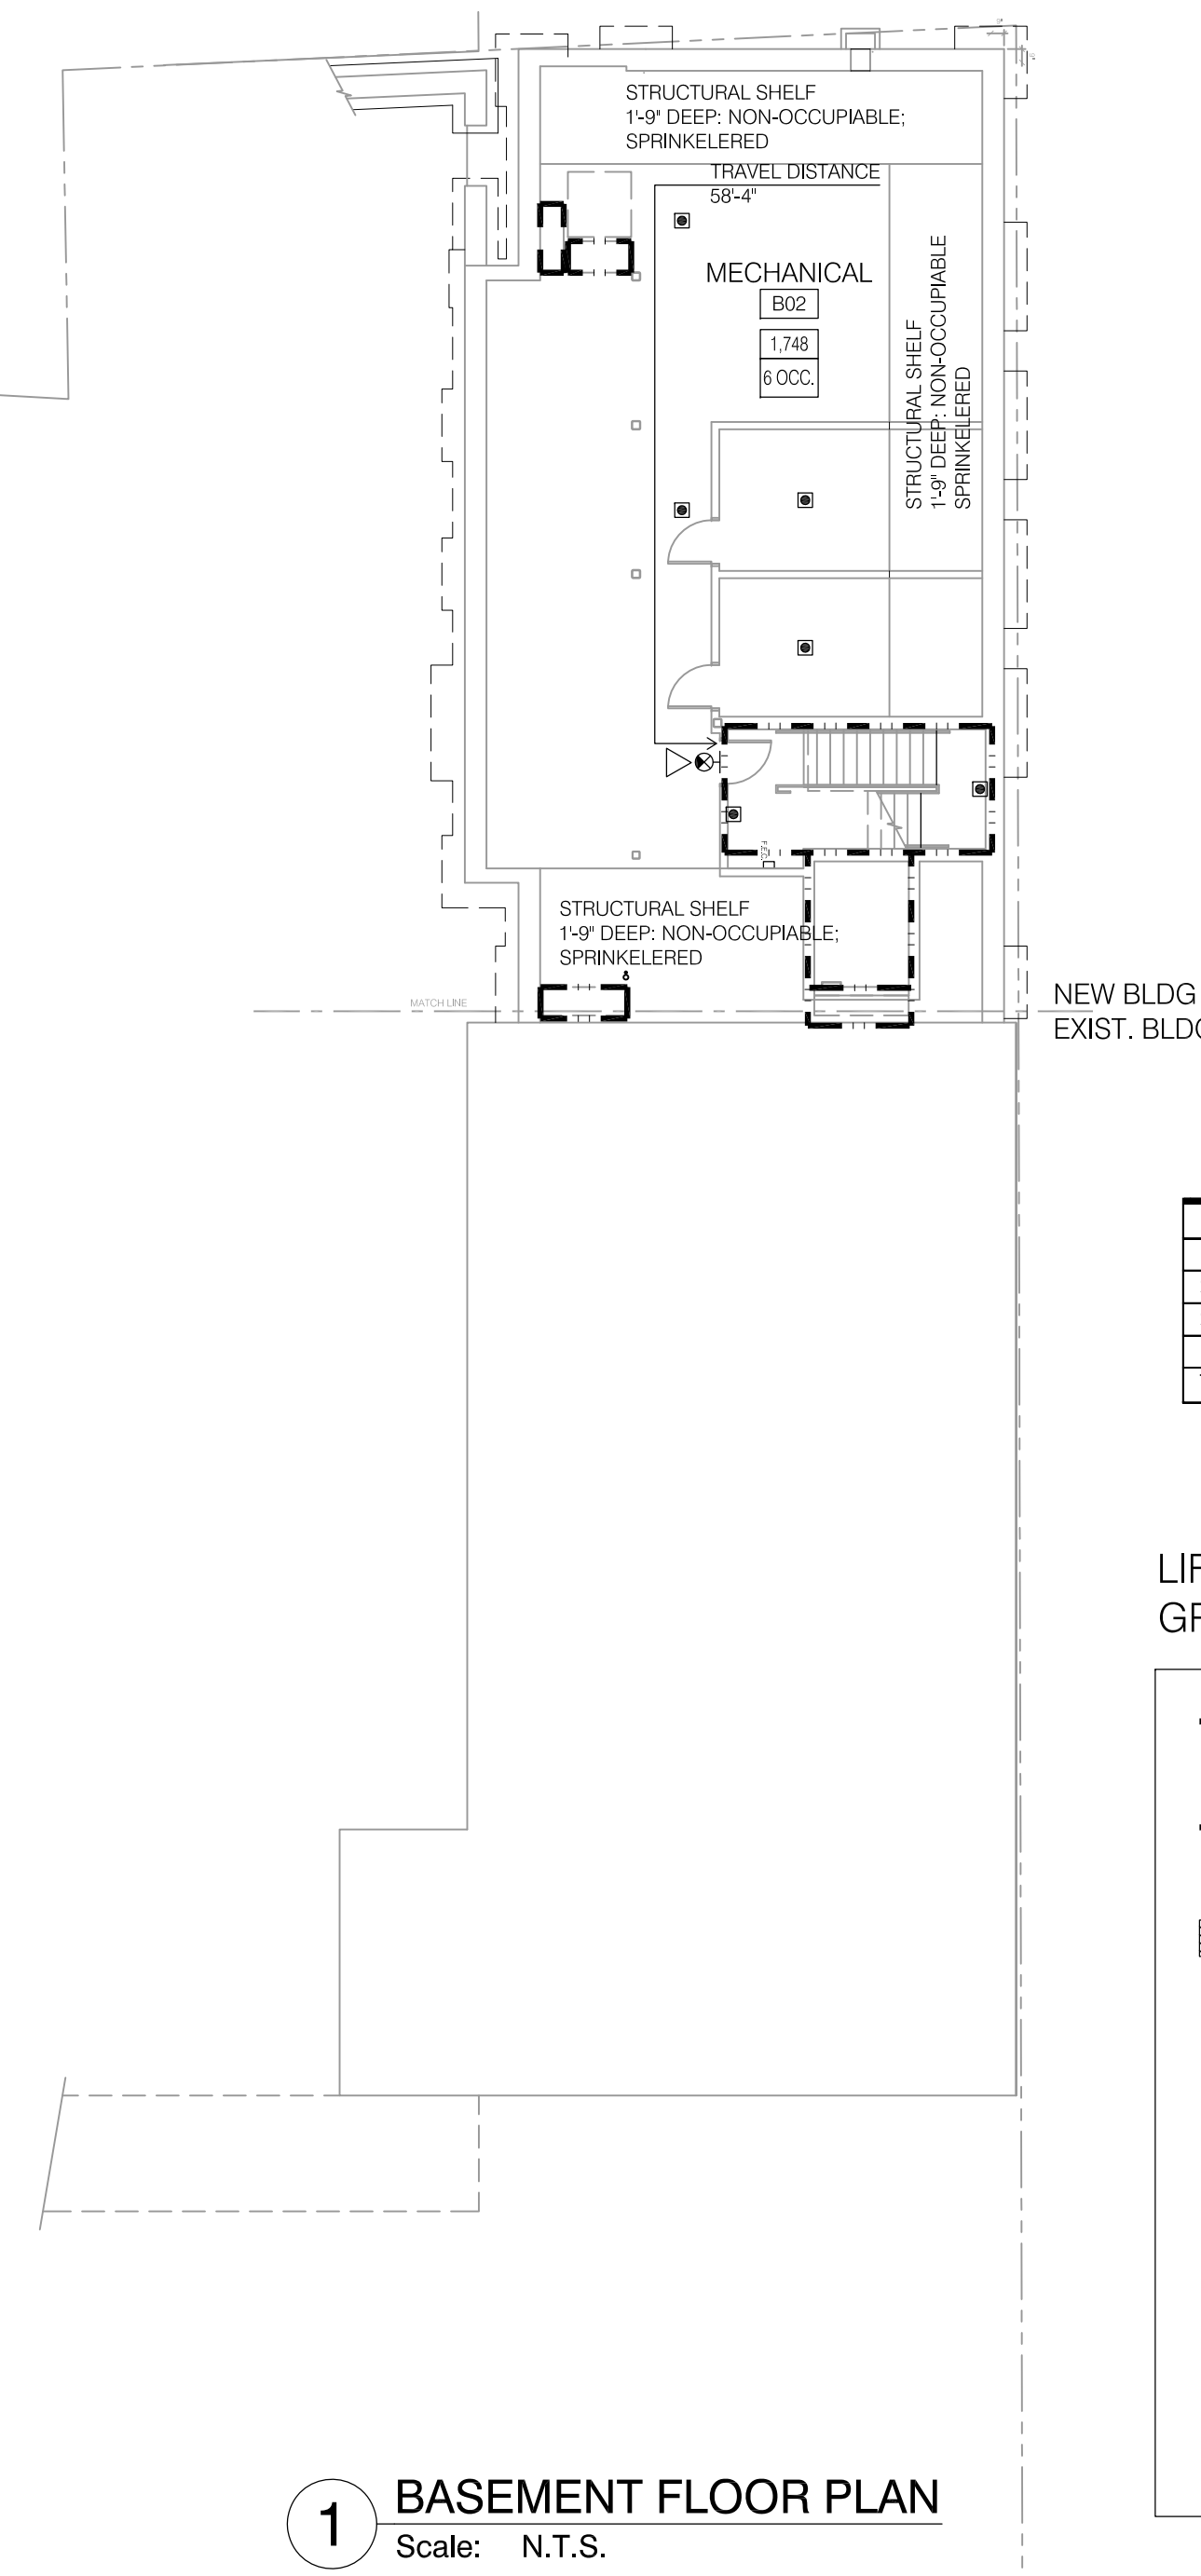 STRUCTURAL SHELF
1'-9" DEEP: NON-OCCUPIABLE;
SPRINKELERED
TRAVEL DISTANCE
58'-4"
MECHANICAL
B02
1,748
6 OCC.
STRUCTURAL SHELF
1'-9" DEEP: NON-OCCUPIABLE
SPRINKELERED
F.E.C.
STRUCTURAL SHELF
1'-9" DEEP: NON-OCCUPIABLE;
SPRINKELERED
MATCH LINE
NEW BLDG
EXIST. BLDG
1
BASEMENT FLOOR PLAN
Scale: N.T.S.